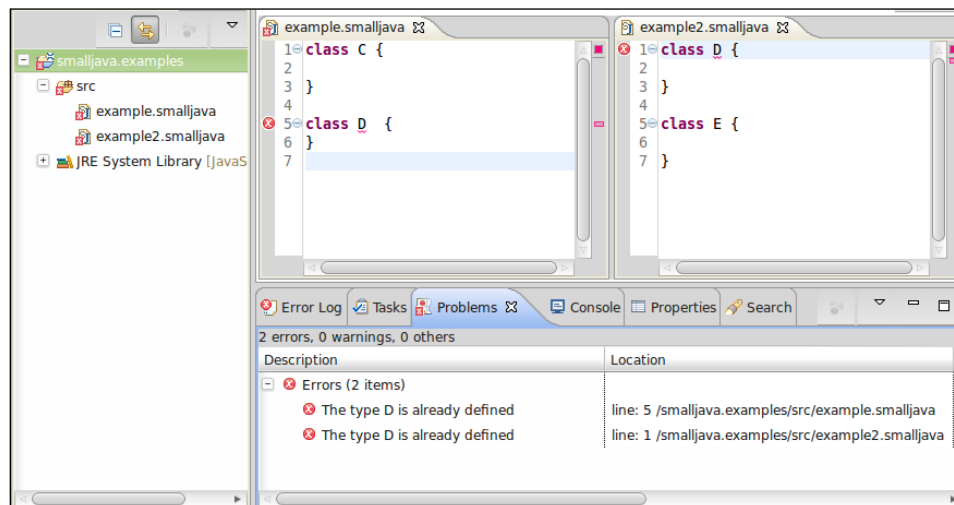 smalljava.examples
src
example.smalljava
example2.smalljava
JRE System Library [JavaS
example.smalljava
1 class C {
2
3 }
4
5 class D  {
6 }
7
example2.smalljava
1 class D {
2
3 }
4
5 class E {
6
7 }
Error Log Tasks Problems Console Properties Search
2 errors, 0 warnings, 0 others
Description Location
Errors (2 items)
The type D is already defined line: 5 /smalljava.examples/src/example.smalljava
The type D is already defined line: 1 /smalljava.examples/src/example2.smalljava